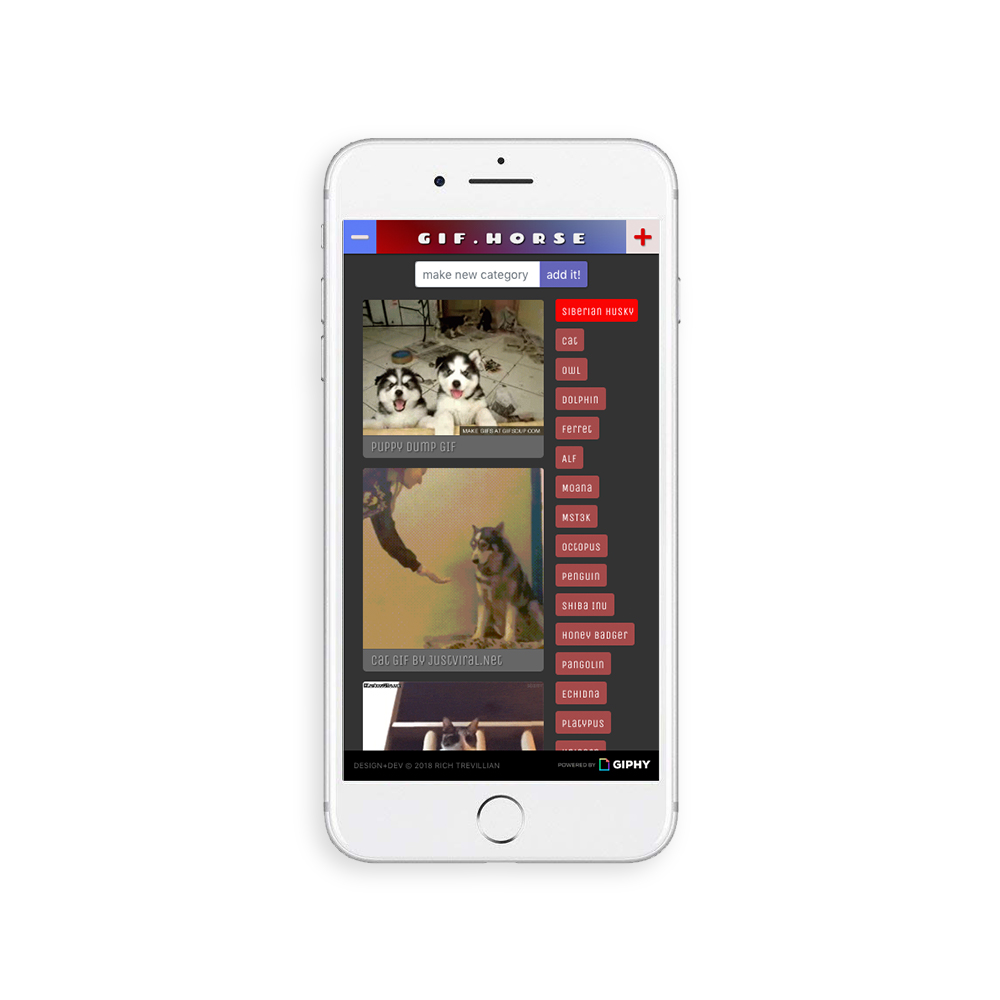 GIF.HORSE
make new category add it!
MAKE GIFS AT GIFSOUP.COM
PUPPY DUMP GIF
Cat GIF by JustViral.Net
Siberian Husky
Cat
Owl
Dolphin
Ferret
ALF
Moana
MST3K
Octopus
Penguin
Shiba Inu
Honey Badger
Pangolin
Echidna
Platypus
DESIGN+DEV © 2018 RICH TREVILLIAN
POWERED BY GIPHY